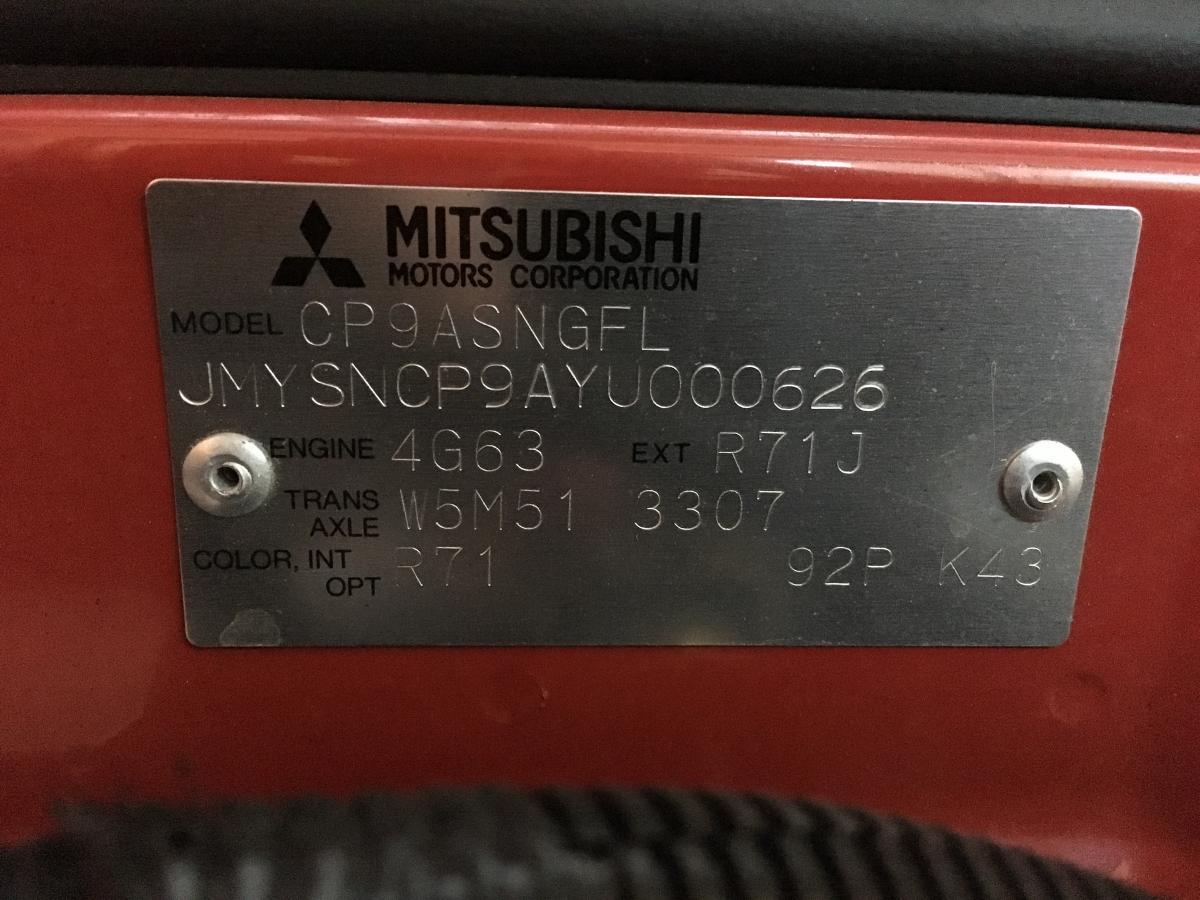 MITSUBISHI
MOTORS CORPORATION
MODEL CP9ASNGFL
JMYSNCP9AYU000626
ENGINE 4G63 EXT R71J
TRANS AXLE W5M51 3307
COLOR, INT OPT R71 92P K43